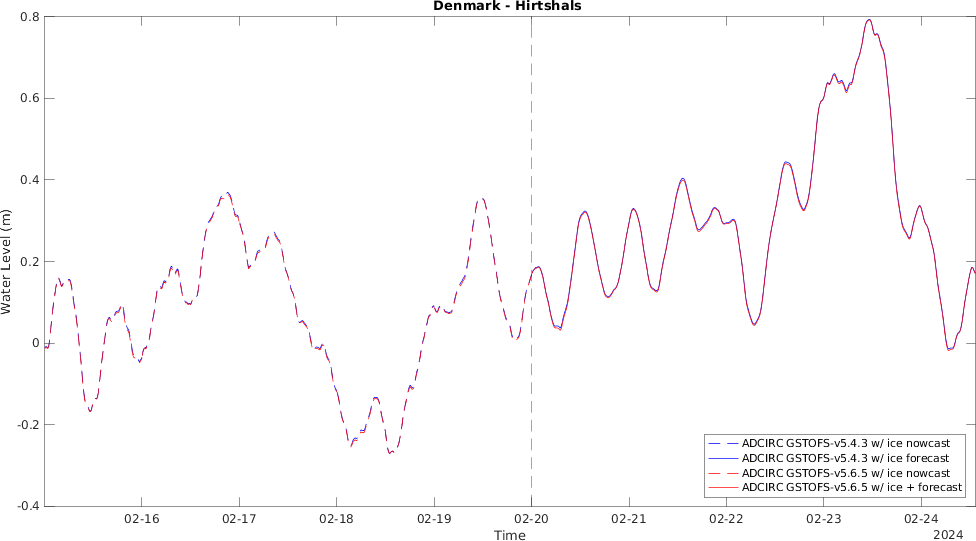 Denmark - Hirtshals
0.8
0.6
0.4
0.2
0
-0.2
-0.4
Water Level (m)
ADCIRC GSTOFS-v5.4.3 w/ ice nowcast
ADCIRC GSTOFS-v5.4.3 w/ ice forecast
ADCIRC GSTOFS-v5.6.5 w/ ice nowcast
ADCIRC GSTOFS-v5.6.5 w/ ice + forecast
02-16 02-17 02-18 02-19 02-20 02-21 02-22 02-23 02-24
Time
2024